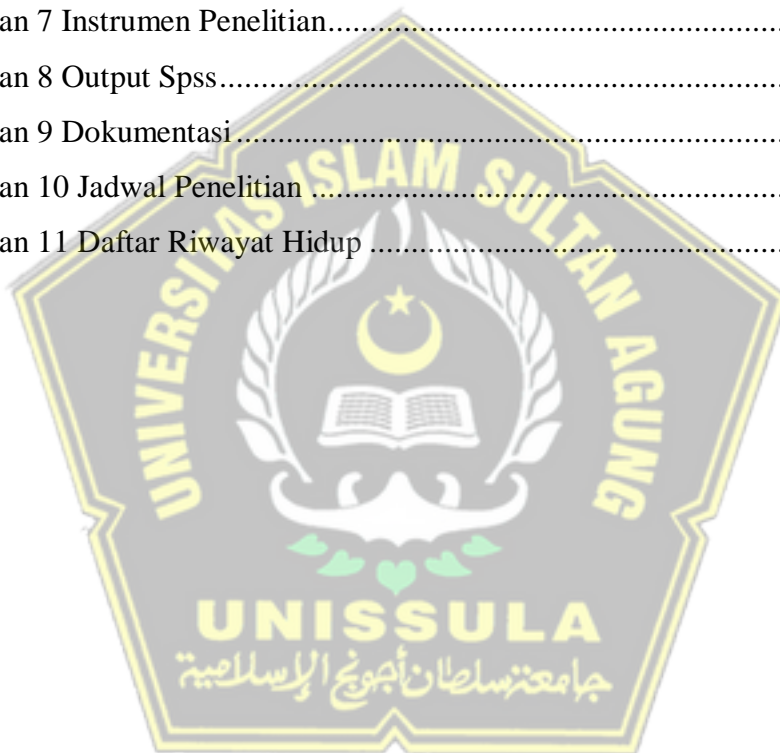 an 7 Instrumen Penelitian........................................................
an 8 Output Spss......................................................................
an 9 Dokumentasi....................................................................
an 10 Jadwal Penelitian ...........................................................
an 11 Daftar Riwayat Hidup ...................................................
UNIVERSITAS ISLAM SULTAN AGUNG
UNISSULA
جامعة سلطان أجونج الإسلامية